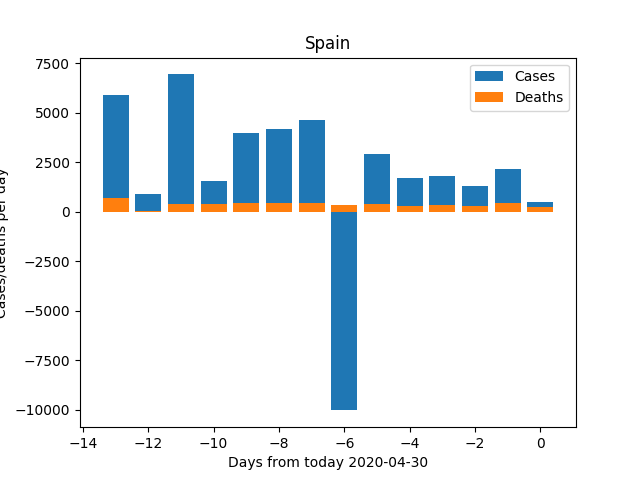 Spain
Cases
Deaths
7500
5000
2500
0
−2500
−5000
−7500
−10000
Cases/deaths per day
−14 −12 −10 −8 −6 −4 −2 0
Days from today 2020-04-30